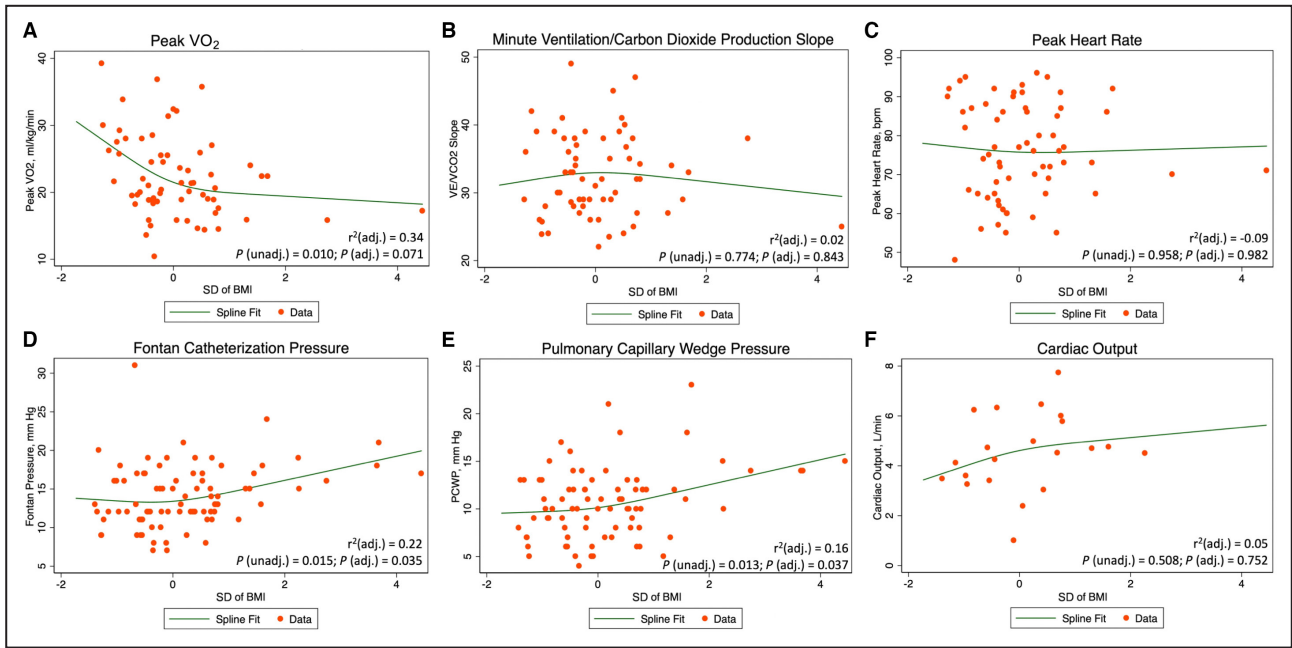 A
Peak VO2
Peak VO2, ml/kg/min
40
30
20
10
r2(adj.) = 0.34
P (unadj.) = 0.010; P (adj.) = 0.071
-2 0 2 4
SD of BMI
Spline Fit Data
B
Minute Ventilation/Carbon Dioxide Production Slope
VE/VCO2 Slope
50
40
30
20
r2(adj.) = 0.02
P (unadj.) = 0.774; P (adj.) = 0.843
-2 0 2 4
SD of BMI
Spline Fit Data
C
Peak Heart Rate
Peak Heart Rate, bpm
100
90
80
70
60
50
r2(adj.) = -0.09
P (unadj.) = 0.958; P (adj.) = 0.982
-2 0 2 4
SD of BMI
Spline Fit Data
D
Fontan Catheterization Pressure
Fontan Pressure, mm Hg
30
25
20
15
10
5
r2(adj.) = 0.22
P (unadj.) = 0.015; P (adj.) = 0.035
-2 0 2 4
SD of BMI
Spline Fit Data
E
Pulmonary Capillary Wedge Pressure
PCWP, mm Hg
25
20
15
10
5
r2(adj.) = 0.16
P (unadj.) = 0.013; P (adj.) = 0.037
-2 0 2 4
SD of BMI
Spline Fit Data
F
Cardiac Output
Cardiac Output, L/min
8
6
4
2
0
r2(adj.) = 0.05
P (unadj.) = 0.508; P (adj.) = 0.752
-2 0 2 4
SD of BMI
Spline Fit Data